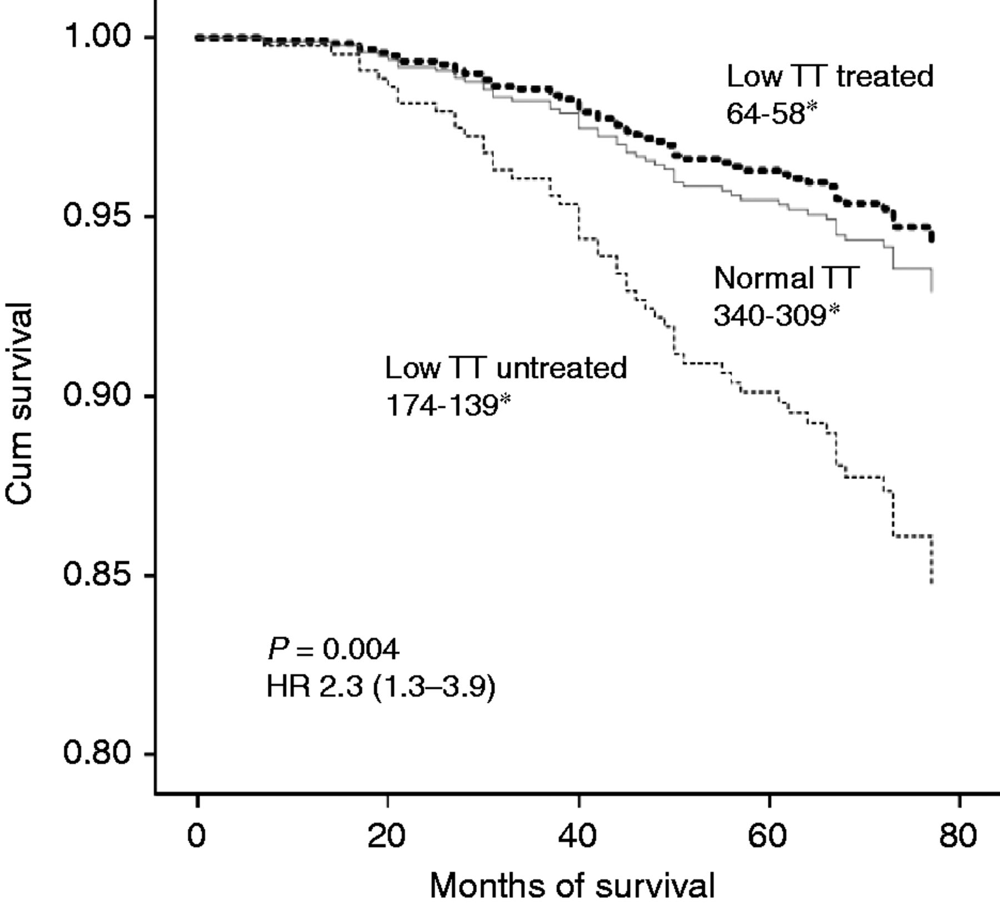 1.00
0.95
0.90
0.85
0.80
Cum survival
Low TT treated
64-58*
Normal TT
340-309*
Low TT untreated
174-139*
P = 0.004
HR 2.3 (1.3–3.9)
0 20 40 60 80
Months of survival